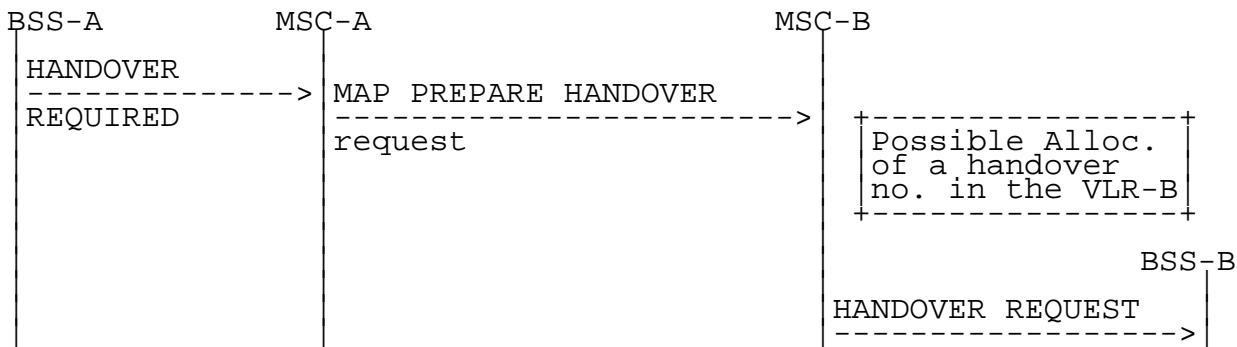 BSS-A MSC-A MSC-B
HANDOVER
REQUIRED
MAP PREPARE HANDOVER
request
Possible Alloc.
of a handover
no. in the VLR-B
BSS-B
HANDOVER REQUEST